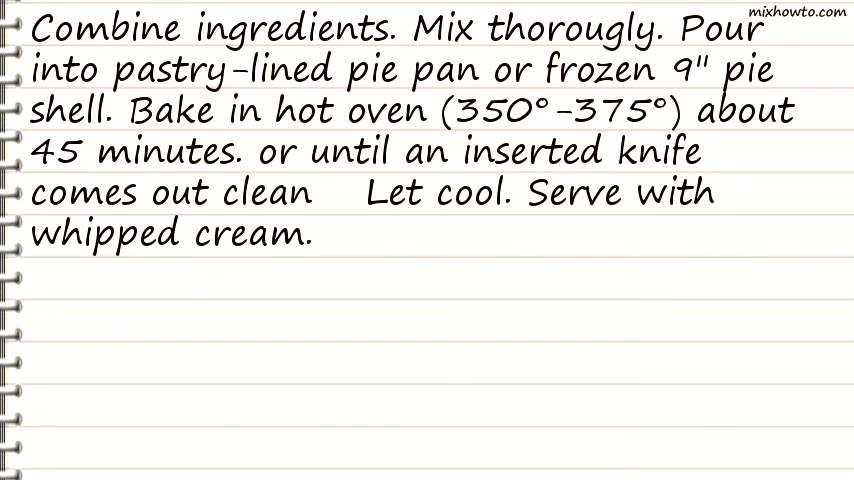 mixhowto.com
Combine ingredients. Mix thorougly. Pour
into pastry-lined pie pan or frozen 9" pie
shell. Bake in hot oven (350°-375°) about
45 minutes. or until an inserted knife
comes out clean    Let cool. Serve with
whipped cream.